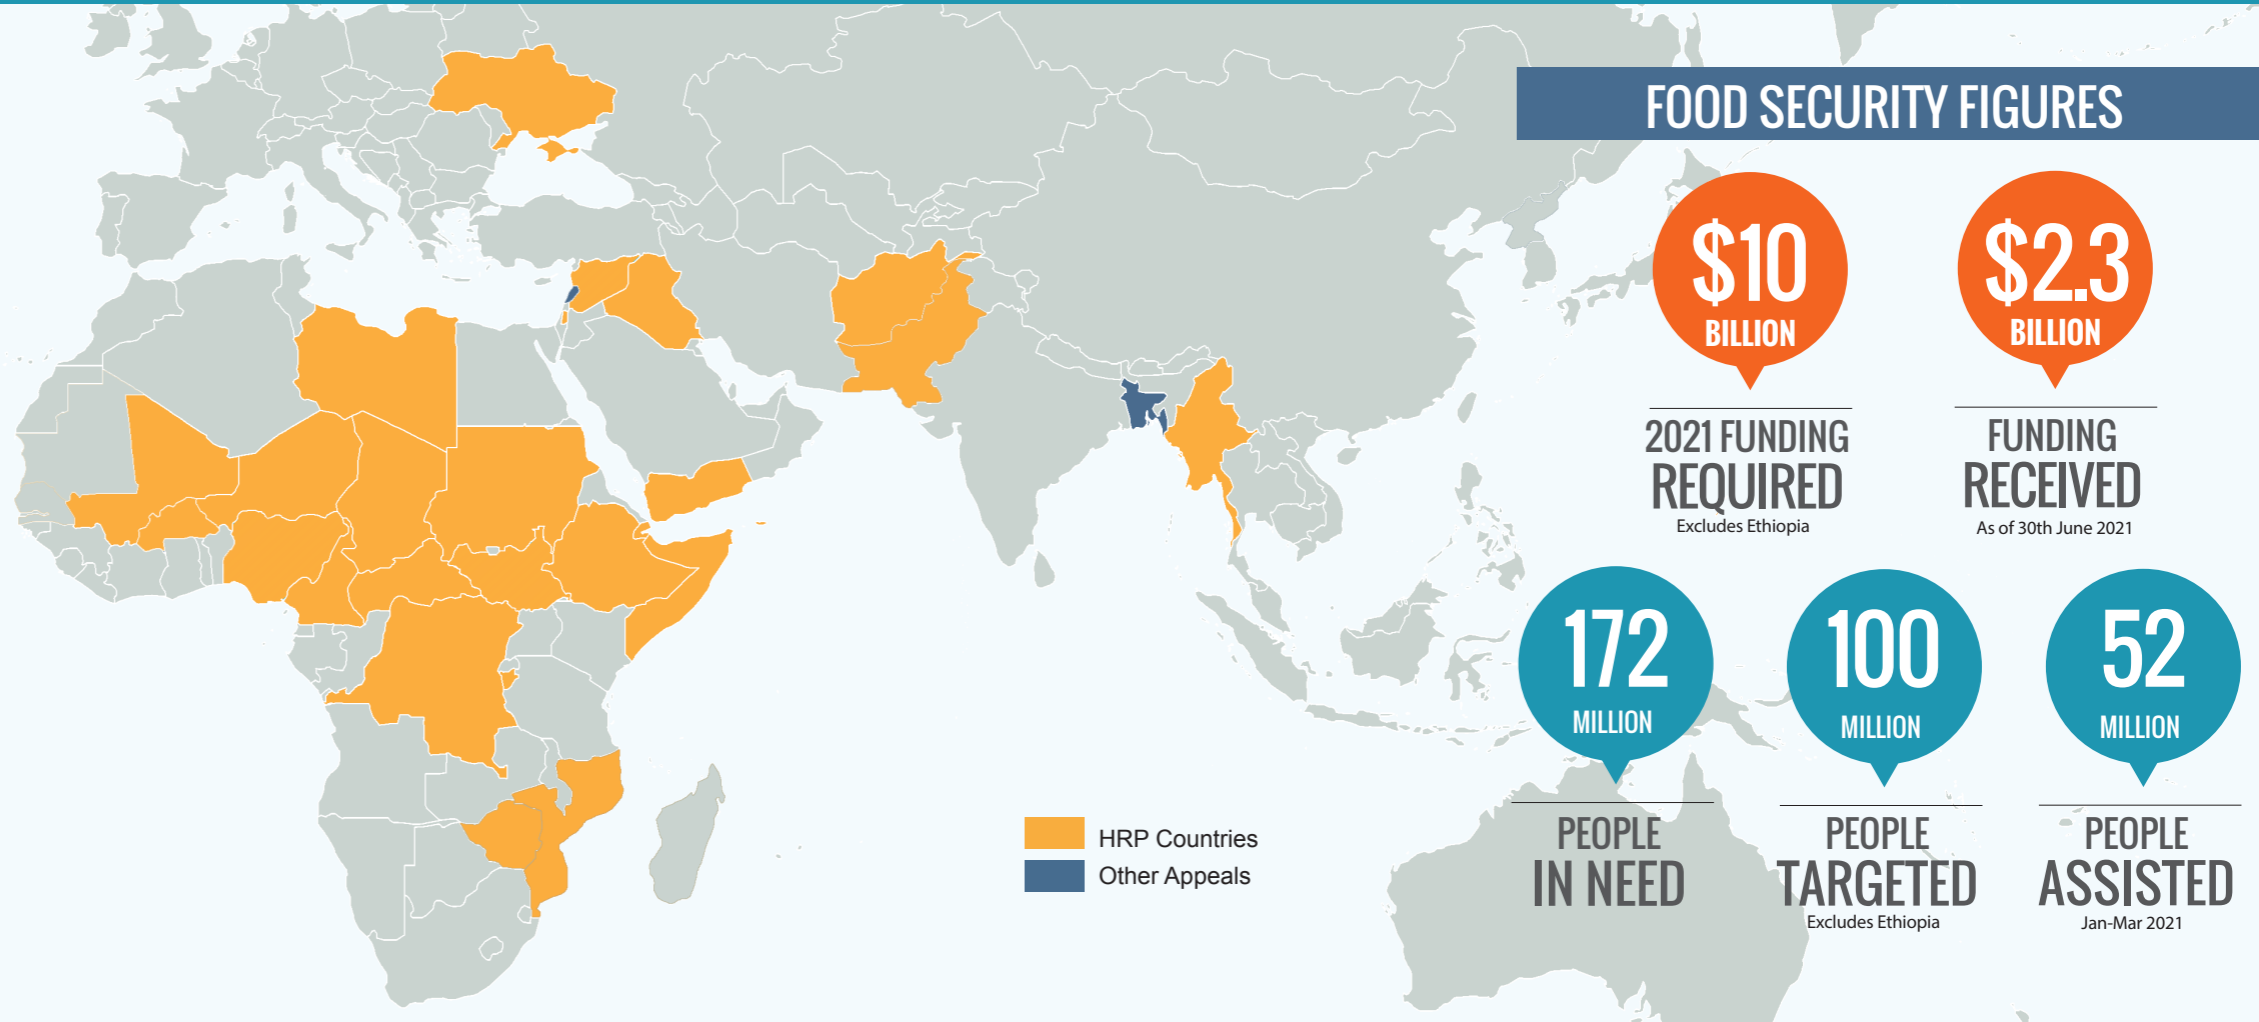 FOOD SECURITY FIGURES
$10
BILLION
2021 FUNDING
REQUIRED
Excludes Ethiopia
$2.3
BILLION
FUNDING
RECEIVED
As of 30th June 2021
172
MILLION
PEOPLE
IN NEED
100
MILLION
PEOPLE
TARGETED
Excludes Ethiopia
52
MILLION
PEOPLE
ASSISTED
Jan-Mar 2021
HRP Countries
Other Appeals